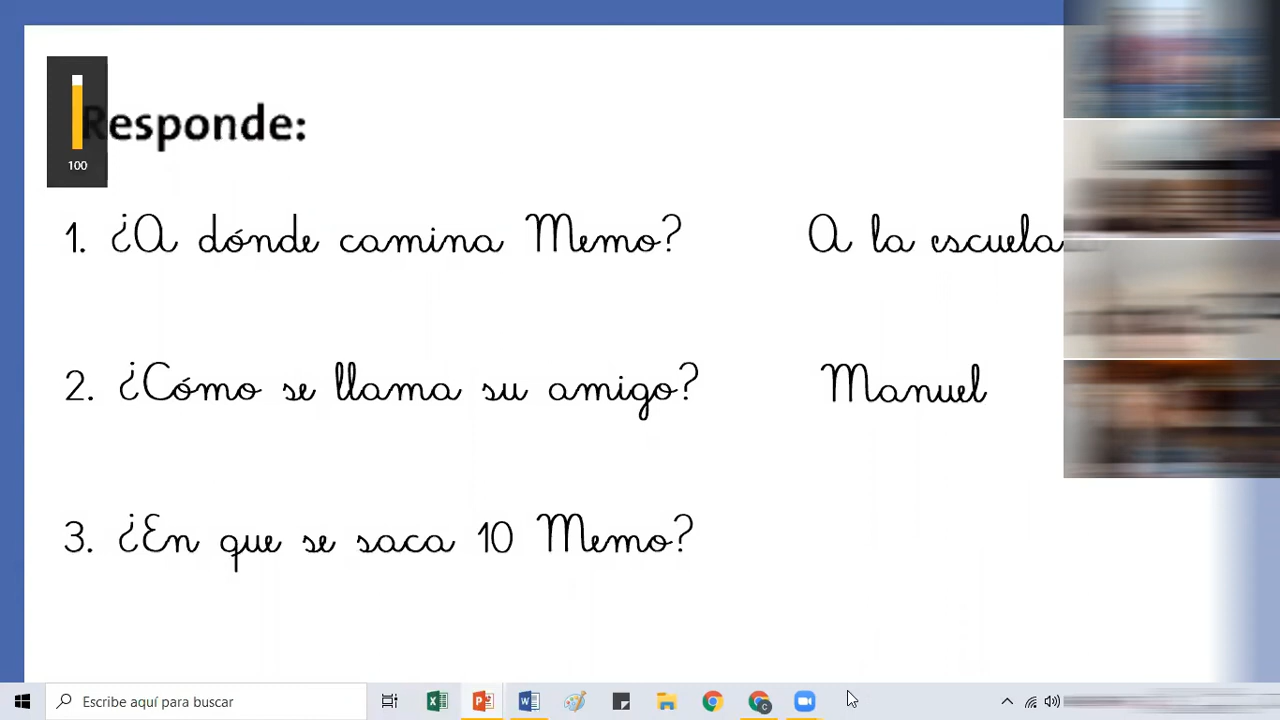 Responde:
100
1. ¿A dónde camina Memo? A la escuela
2. ¿Cómo se llama su amigo? Manuel
3. ¿En que se saca 10 Memo?
Escribe aquí para buscar